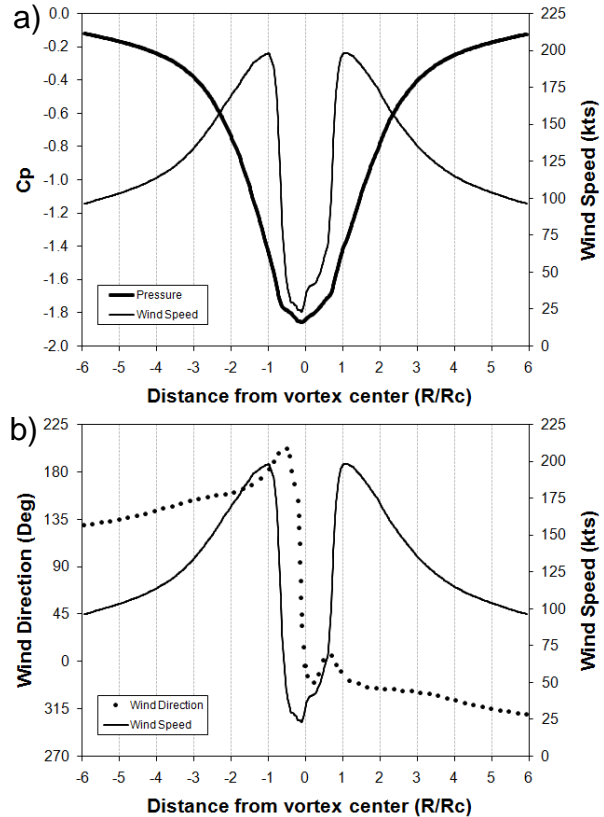 a)
0.0
-0.2
-0.4
-0.6
-0.8
-1.0
-1.2
-1.4
-1.6
-1.8
-2.0
Cp
225
200
175
150
125
100
75
50
25
0
Wind Speed (kts)
Pressure
Wind Speed
-6 -5 -4 -3 -2 -1 0 1 2 3 4 5 6
Distance from vortex center (R/Rc)
b)
225
180
135
90
45
0
315
270
Wind Direction (Deg)
225
200
175
150
125
100
75
50
25
0
Wind Speed (kts)
Wind Direction
Wind Speed
-6 -5 -4 -3 -2 -1 0 1 2 3 4 5 6
Distance from vortex center (R/Rc)